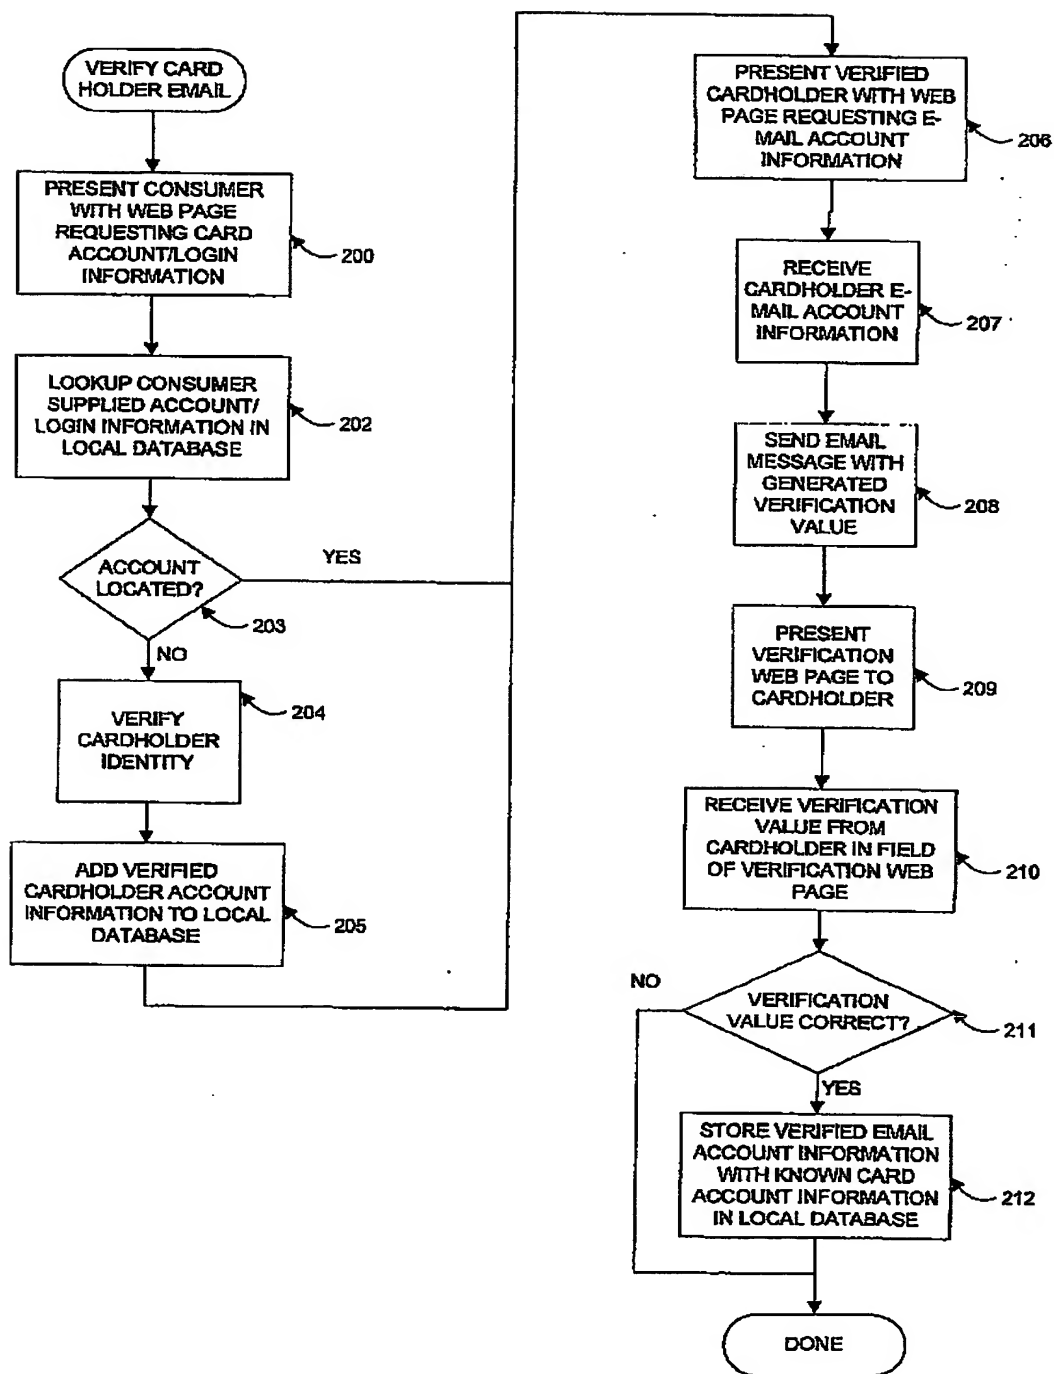 VERIFY CARD
HOLDER EMAIL
PRESENT CONSUMER
WITH WEB PAGE
REQUESTING CARD
ACCOUNT/LOGIN
INFORMATION
200
LOOKUP CONSUMER
SUPPLIED ACCOUNT/
LOGIN INFORMATION IN
LOCAL DATABASE
202
ACCOUNT
LOCATED?
YES
203
NO
VERIFY
CARDHOLDER
IDENTITY
204
ADD VERIFIED
CARDHOLDER ACCOUNT
INFORMATION TO LOCAL
DATABASE
205
PRESENT VERIFIED
CARDHOLDER WITH WEB
PAGE REQUESTING E-
MAIL ACCOUNT
INFORMATION
206
RECEIVE
CARDHOLDER E-
MAIL ACCOUNT
INFORMATION
207
SEND EMAIL
MESSAGE WITH
GENERATED
VERIFICATION
VALUE
208
PRESENT
VERIFICATION
WEB PAGE TO
CARDHOLDER
209
RECEIVE VERIFICATION
VALUE FROM
CARDHOLDER IN FIELD
OF VERIFICATION WEB
PAGE
210
NO
VERIFICATION
VALUE CORRECT?
211
YES
STORE VERIFIED EMAIL
ACCOUNT INFORMATION
WITH KNOWN CARD
ACCOUNT INFORMATION
IN LOCAL DATABASE
212
DONE